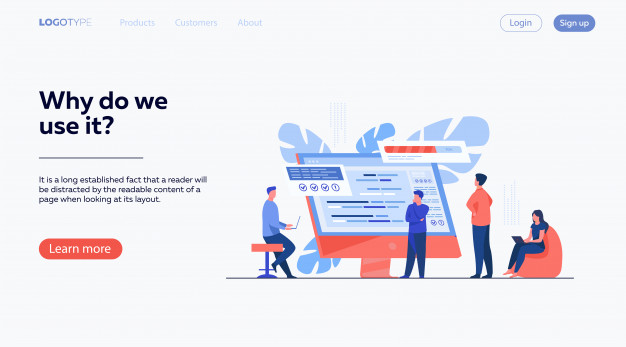 LOGOTYPE Products Customers About Login Sign up
Why do we
use it?
It is a long established fact that a reader will
be distracted by the readable content of a
page when looking at its layout.
Learn more